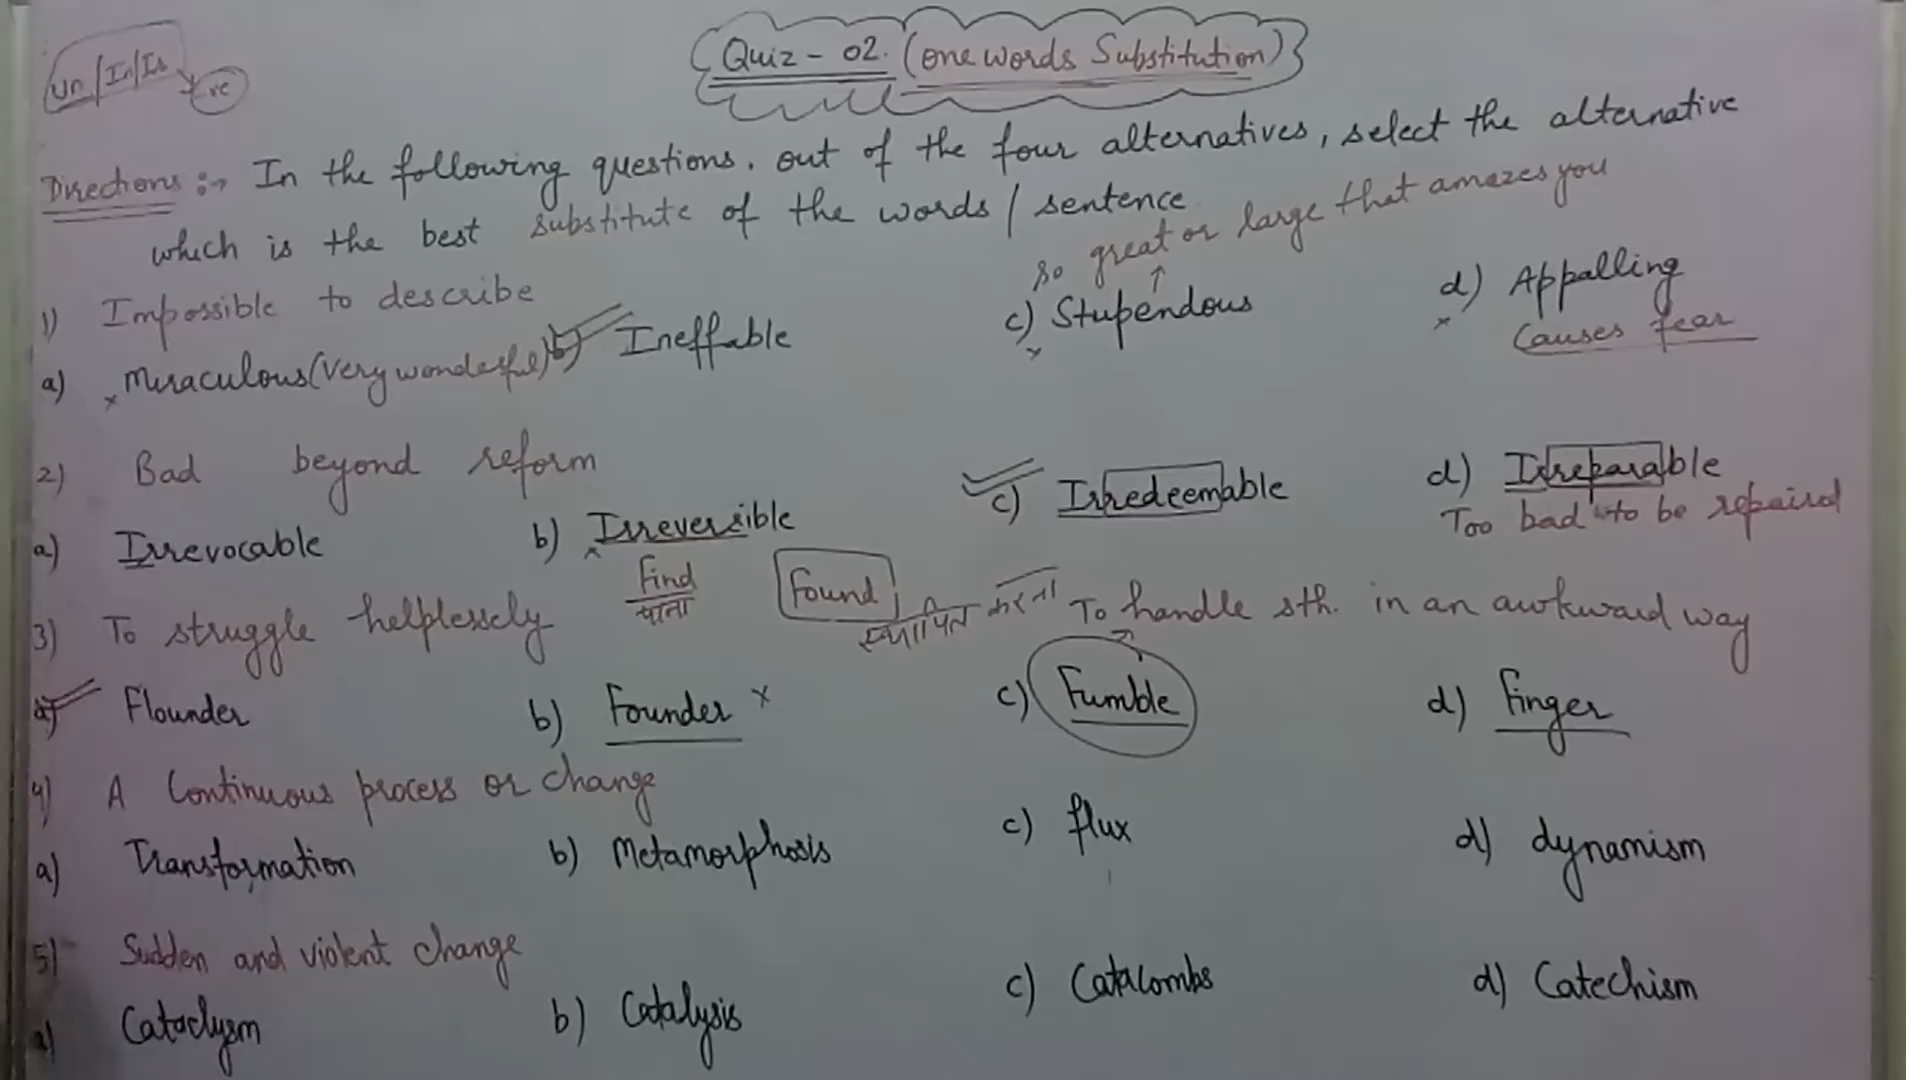 Un/In/Ir
-ve
Quiz - 02. (one words Substitution)
Directions :→ In the following questions. out of the four alternatives, select the alternative
which is the best substitute of the words / sentence
so great or large that amazes you
1) Impossible to describe
a) × Miraculous (very wonderful) b) Ineffable c) × Stupendous d) × Appalling
Causes fear
2) Bad beyond reform
a) Irrevocable b) × Irreversible c) Irredeemable d) Irreparable
Too bad to be repaired
Find Found
पाना स्थापित करना
3) To struggle helplessely
To handle sth. in an awkward way
a) Flounder b) Founder × c) Fumble d) Finger
4) A Continuous process or change
a) Transformation b) Metamorphosis c) flux d) dynamism
5) Sudden and violent change
a) Cataclysm b) Catalysis c) Catacombs d) Catechism